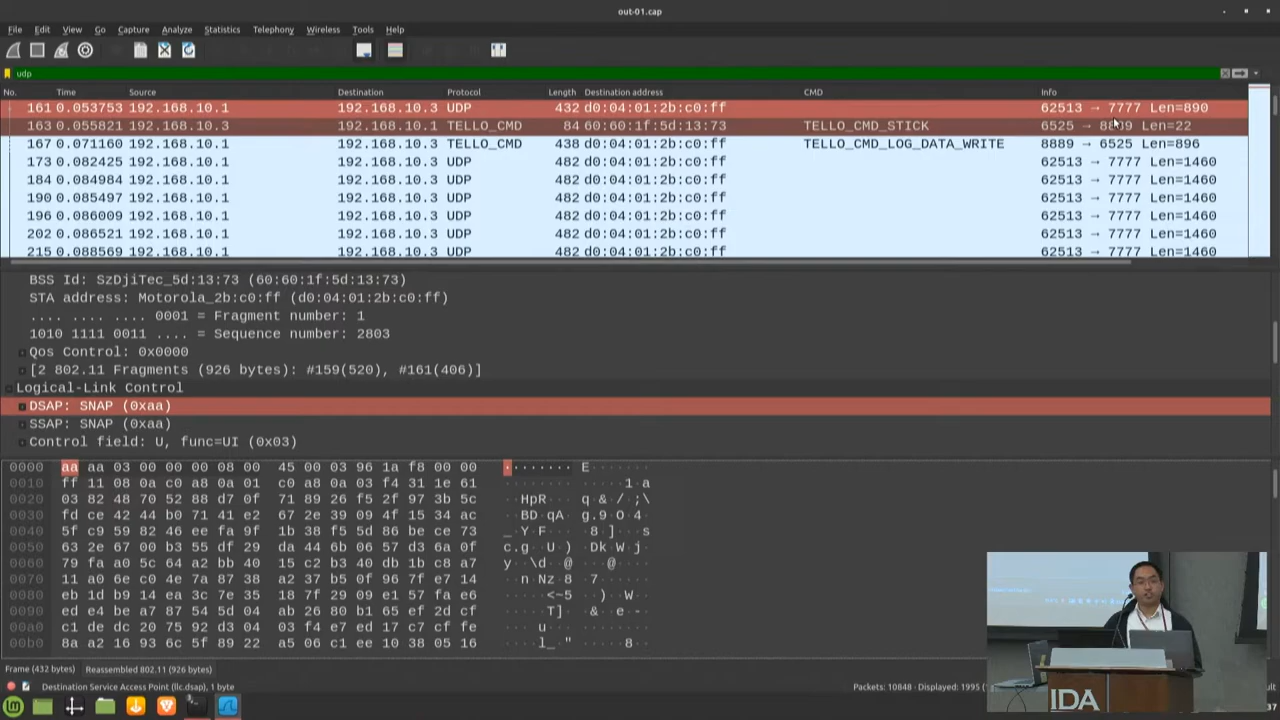 out-01.cap
File Edit View Go Capture Analyze Statistics Telephony Wireless Tools Help
udp
No. Time Source Destination Protocol Length Destination address CMD Info
161 0.053753 192.168.10.1 192.168.10.3 UDP 432 d0:04:01:2b:c0:ff 62513 → 7777 Len=890
163 0.055821 192.168.10.3 192.168.10.1 TELLO_CMD 84 60:60:1f:5d:13:73 TELLO_CMD_STICK 6525 → 8889 Len=22
167 0.071160 192.168.10.1 192.168.10.3 TELLO_CMD 438 d0:04:01:2b:c0:ff TELLO_CMD_LOG_DATA_WRITE 8889 → 6525 Len=896
173 0.082425 192.168.10.1 192.168.10.3 UDP 482 d0:04:01:2b:c0:ff 62513 → 7777 Len=1460
184 0.084984 192.168.10.1 192.168.10.3 UDP 482 d0:04:01:2b:c0:ff 62513 → 7777 Len=1460
190 0.085497 192.168.10.1 192.168.10.3 UDP 482 d0:04:01:2b:c0:ff 62513 → 7777 Len=1460
196 0.086009 192.168.10.1 192.168.10.3 UDP 482 d0:04:01:2b:c0:ff 62513 → 7777 Len=1460
202 0.086521 192.168.10.1 192.168.10.3 UDP 482 d0:04:01:2b:c0:ff 62513 → 7777 Len=1460
215 0.088569 192.168.10.1 192.168.10.3 UDP 482 d0:04:01:2b:c0:ff 62513 → 7777 Len=1460
BSS Id: SzDjiTec_5d:13:73 (60:60:1f:5d:13:73)
STA address: Motorola_2b:c0:ff (d0:04:01:2b:c0:ff)
.... .... .... 0001 = Fragment number: 1
1010 1111 0011 .... = Sequence number: 2803
Qos Control: 0x0000
[2 802.11 Fragments (926 bytes): #159(520), #161(406)]
Logical-Link Control
DSAP: SNAP (0xaa)
SSAP: SNAP (0xaa)
Control field: U, func=UI (0x03)
0000 aa aa 03 00 00 00 08 00 45 00 03 96 1a f8 00 00 ········ E·······
0010 ff 11 08 0a c0 a8 0a 01 c0 a8 0a 03 f4 31 1e 61 ········ ·····1·a
0020 03 82 48 70 52 88 d7 0f 71 89 26 f5 2f 97 3b 5c ··HpR··· q·&·/·;\
0030 fd ce 42 44 b0 71 41 e2 67 2e 39 09 4f 15 34 ac ··BD·qA· g.9·O·4·
0040 5f c9 59 82 46 ee fa 9f 1b 38 f5 5d 86 be ce 73 _·Y·F··· ·8·]···s
0050 63 2e 67 00 b3 55 df 29 da 44 6b 06 57 d3 6a 0f c.g··U·) ·Dk·W·j·
0060 79 fa a0 5c 64 a2 bb 40 15 c2 b3 40 db 1b c8 a7 y··\d··@ ···@····
0070 11 a0 6e c0 4e 7a 87 38 a2 37 b5 0f 96 7f e7 14 ··n·Nz·8 ·7······
0080 eb 1d b9 14 ea 3c 7e 35 18 7f 29 09 e1 57 fa e6 ·····<~5 ··)··W··
0090 ed e4 be a7 87 54 5d 04 ab 26 80 b1 65 ef 2d cf ·····T]· ·&··e·-·
00a0 c1 de dc 20 75 92 d3 04 03 f4 e7 ed 17 c7 cf fe ··· u··· ········
00b0 8a a2 16 93 6c 5f 89 22 a5 06 c1 ee 10 38 05 16 ····l_·" ·····8··
Frame (432 bytes) Reassembled 802.11 (926 bytes)
Destination Service Access Point (llc.dsap), 1 byte Packets: 10848 · Displayed: 1995 (
IDA